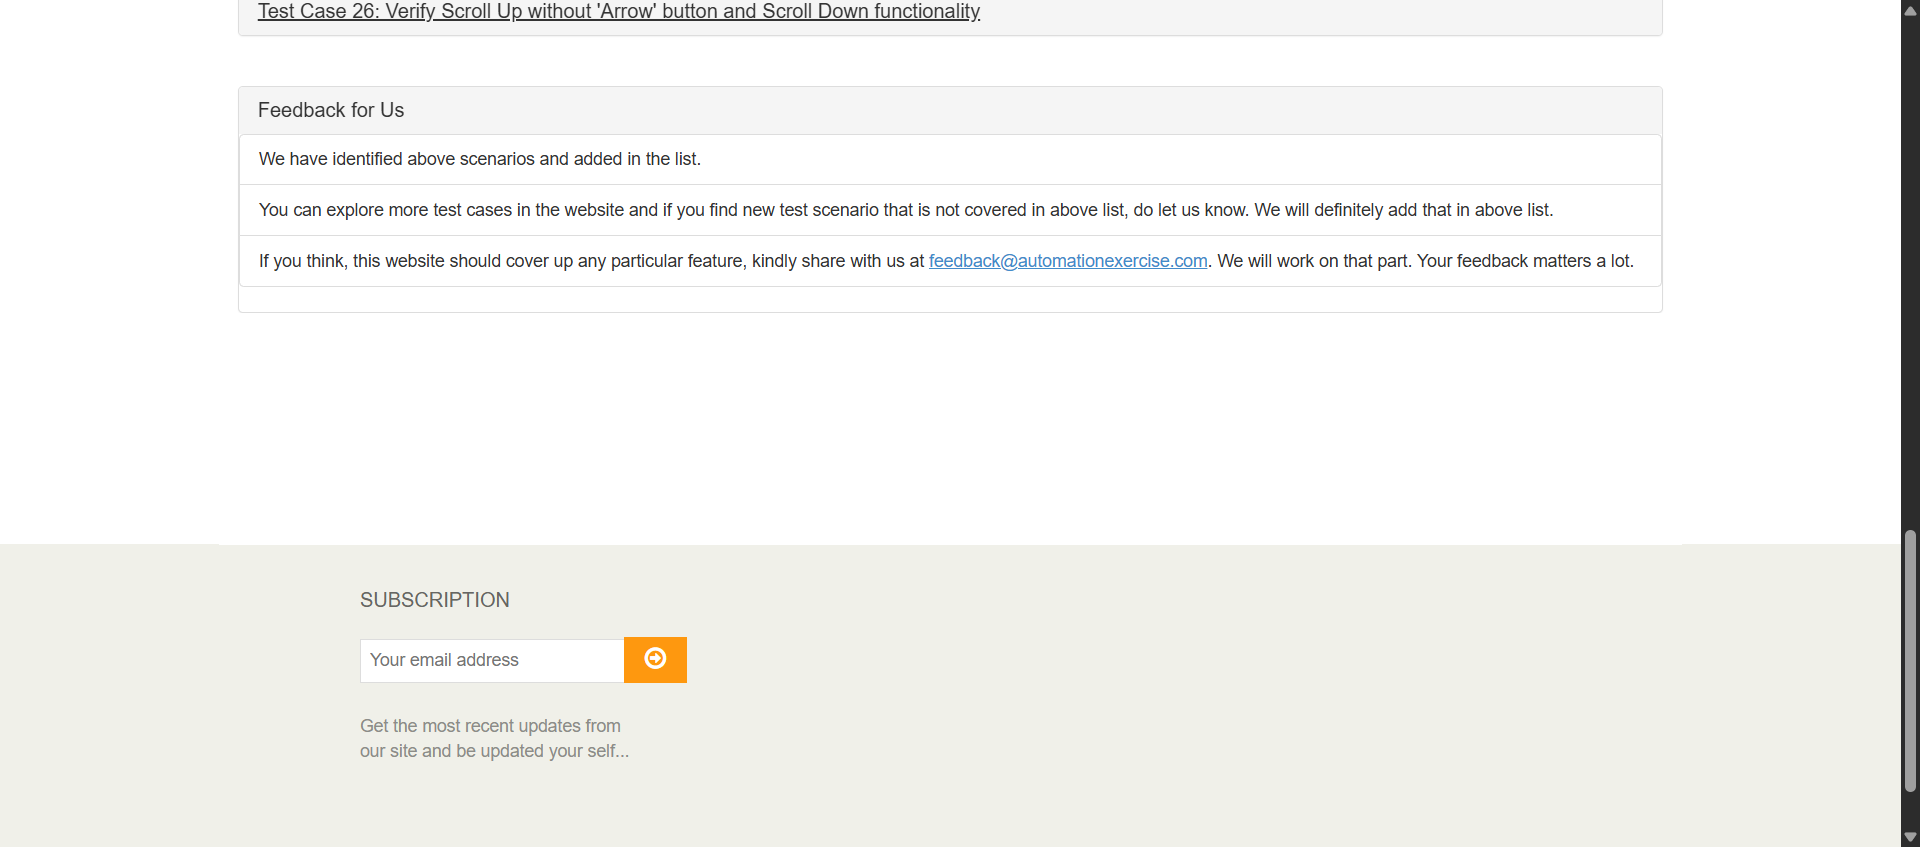 Test Case 26: Verify Scroll Up without 'Arrow' button and Scroll Down functionality
Feedback for Us
We have identified above scenarios and added in the list.
You can explore more test cases in the website and if you find new test scenario that is not covered in above list, do let us know. We will definitely add that in above list.
If you think, this website should cover up any particular feature, kindly share with us at feedback@automationexercise.com. We will work on that part. Your feedback matters a lot.
SUBSCRIPTION
Your email address
Get the most recent updates from
our site and be updated your self...